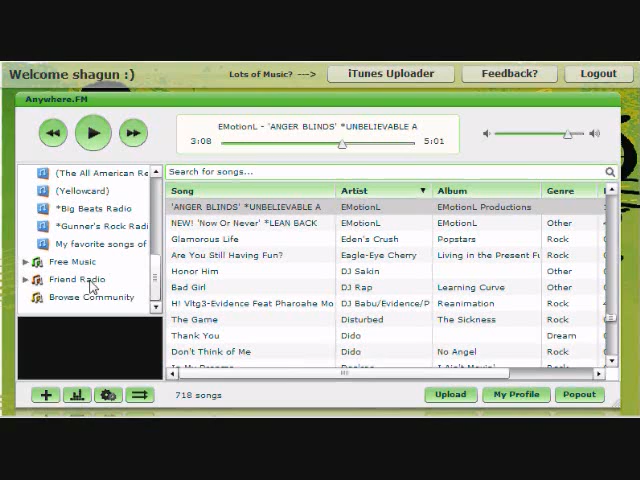 Welcome shagun :)
Lots of Music? --->
iTunes Uploader
Feedback?
Logout
Anywhere.FM
EMotionL - 'ANGER BLINDS' *UNBELIEVABLE A
3:08
5:01
(The All American Re
(Yellowcard)
*Big Beats Radio
*Gunner's Rock Radi
My favorite songs of
Free Music
Friend Radio
Browse Community
Search for songs...
Song Artist Album Genre
'ANGER BLINDS' *UNBELIEVABLE A EMotionL EMotionL Productions
NEW! 'Now Or Never' *LEAN BACK EMotionL Other
Glamorous Life Eden's Crush Popstars Rock
Are You Still Having Fun? Eagle-Eye Cherry Living in the Present Fu Rock
Honor Him DJ Sakin Other
Bad Girl DJ Rap Learning Curve Other
H! Vltg3-Evidence Feat Pharoahe Mo DJ Babu/Evidence/P Reanimation Rock
The Game Disturbed The Sickness Rock
Thank You Dido Dream
Don't Think of Me Dido No Angel Rock
718 songs
Upload
My Profile
Popout